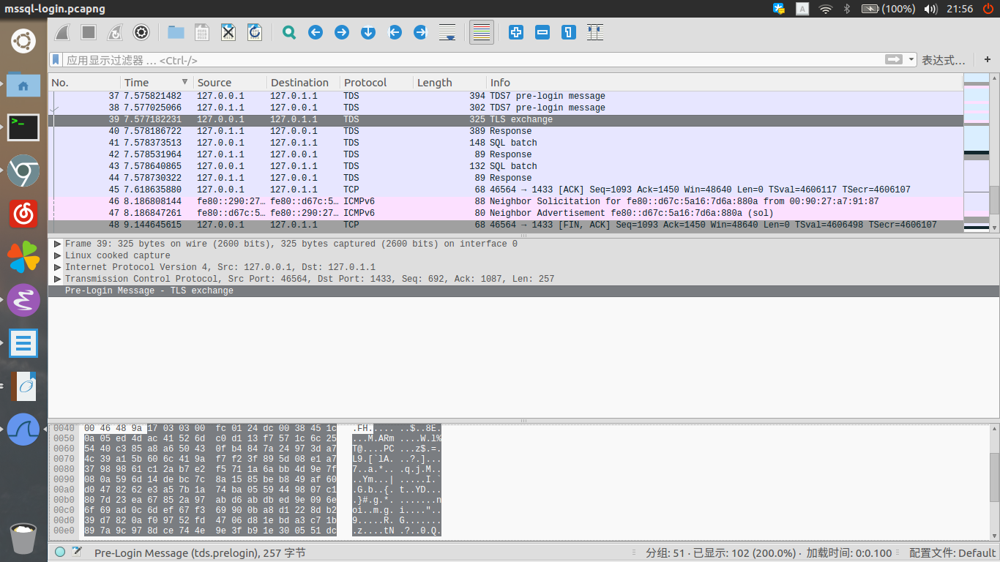 mssql-login.pcapng
A
(100%)
21:56
应用显示过滤器 … <Ctrl-/>
表达式…
+
No. Time Source Destination Protocol Length Info
37 7.575821482 127.0.0.1 127.0.1.1 TDS 394 TDS7 pre-login message
38 7.577025066 127.0.1.1 127.0.0.1 TDS 302 TDS7 pre-login message
39 7.577182231 127.0.0.1 127.0.1.1 TDS 325 TLS exchange
40 7.578186722 127.0.1.1 127.0.0.1 TDS 389 Response
41 7.578373513 127.0.0.1 127.0.1.1 TDS 148 SQL batch
42 7.578531964 127.0.1.1 127.0.0.1 TDS 89 Response
43 7.578640865 127.0.0.1 127.0.1.1 TDS 132 SQL batch
44 7.578730322 127.0.1.1 127.0.0.1 TDS 89 Response
45 7.618635880 127.0.0.1 127.0.1.1 TCP 68 46564 → 1433 [ACK] Seq=1093 Ack=1450 Win=48640 Len=0 TSval=4606117 TSecr=4606107
46 8.186808144 fe80::290:27… fe80::d67c:5… ICMPv6 88 Neighbor Solicitation for fe80::d67c:5a16:7d6a:880a from 00:90:27:a7:91:87
47 8.186847261 fe80::d67c:5… fe80::290:27… ICMPv6 80 Neighbor Advertisement fe80::d67c:5a16:7d6a:880a (sol)
48 9.144645615 127.0.0.1 127.0.1.1 TCP 68 46564 → 1433 [FIN, ACK] Seq=1093 Ack=1450 Win=48640 Len=0 TSval=4606498 TSecr=4606107
Frame 39: 325 bytes on wire (2600 bits), 325 bytes captured (2600 bits) on interface 0
Linux cooked capture
Internet Protocol Version 4, Src: 127.0.0.1, Dst: 127.0.1.1
Transmission Control Protocol, Src Port: 46564, Dst Port: 1433, Seq: 692, Ack: 1087, Len: 257
Pre-Login Message - TLS exchange
0040 00 46 48 9a 17 03 03 00 fc 01 24 dc 00 38 45 1c .FH..... ..$..8E.
0050 0a 05 ed 4d ac 41 52 6d c0 d1 13 f7 57 1c 6c 25 ...M.ARm ....W.l%
0060 54 40 c3 85 a8 a6 50 43 0f b4 84 7a 24 97 3d a7 T@....PC ...z$.=.
0070 4c 39 a1 5b 60 6c 41 9a f7 f2 3f 89 5d 08 e1 a7 L9.[`lA. ..?.]...
0080 37 98 98 61 c1 2a b7 e2 f5 71 1a 6a bb 4d 9e 7f 7..a.*.. .q.j.M..
0090 08 0a 59 6d 14 de bc 7c 8a 15 85 be b8 49 af 60 ..Ym...| .....I.`
00a0 d0 47 82 62 e3 a5 7b 1a 74 ba 05 59 44 98 07 c1 .G.b..{. t..YD...
00b0 80 7d 23 ea 67 85 2a 97 ab d6 ab db ed 9e 09 6e .}#.g.*. .......n
00c0 6f 69 ad 0c 6d ef 67 f3 69 90 0b a8 d1 22 8d b2 oi..m.g. i...."..
00d0 39 d7 82 0a f0 97 52 fd 47 06 d8 1e bd a3 c7 1b 9.....R. G.......
00e0 89 7a 9c 97 8d ce 74 4e 9e 3f b9 1e 30 05 51 dc .z....tN .?..0.Q.
Pre-Login Message (tds.prelogin), 257 字节
分组: 51 · 已显示: 102 (200.0%) · 加载时间: 0:0.100
配置文件: Default